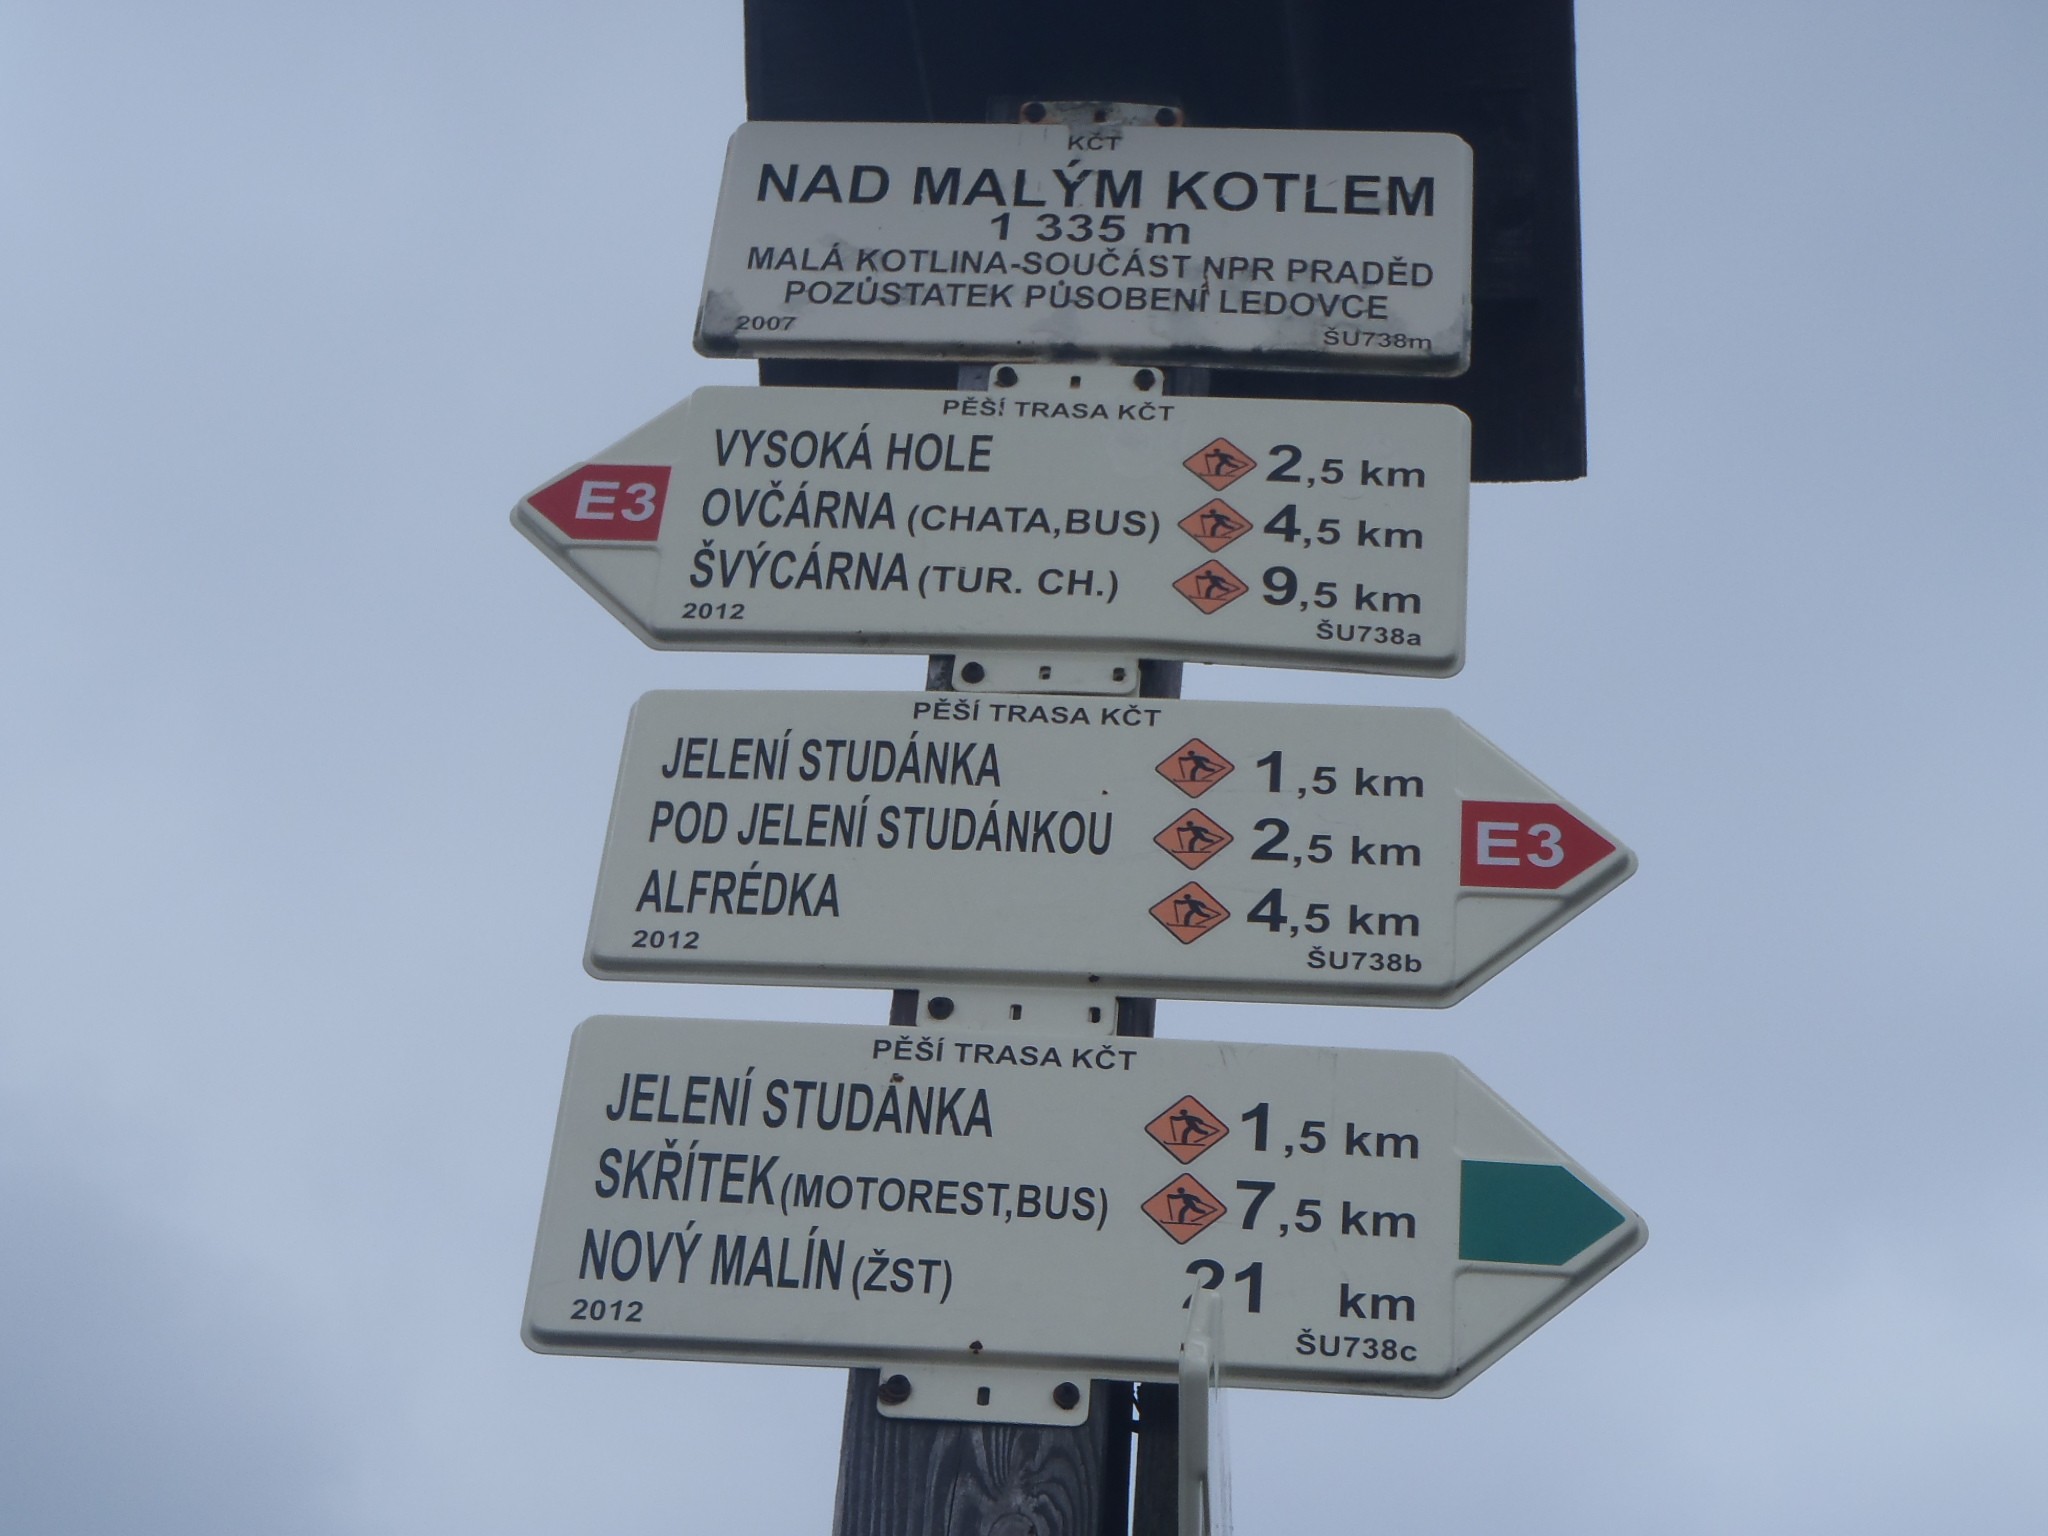 KČT
NAD MALÝM KOTLEM
1 335 m
MALÁ KOTLINA-SOUČÁST NPR PRADĚD
POZŮSTATEK PŮSOBENÍ LEDOVCE
2007 ŠU738m
PĚŠÍ TRASA KČT
VYSOKÁ HOLE 2,5 km
E3 OVČÁRNA (CHATA,BUS) 4,5 km
ŠVÝCÁRNA (TUR. CH.) 9,5 km
2012 ŠU738a
PĚŠÍ TRASA KČT
JELENÍ STUDÁNKA 1,5 km
POD JELENÍ STUDÁNKOU 2,5 km E3
ALFRÉDKA 4,5 km
2012 ŠU738b
PĚŠÍ TRASA KČT
JELENÍ STUDÁNKA 1,5 km
SKŘÍTEK (MOTOREST,BUS) 7,5 km
NOVÝ MALÍN (ŽST) 21 km
2012 ŠU738c